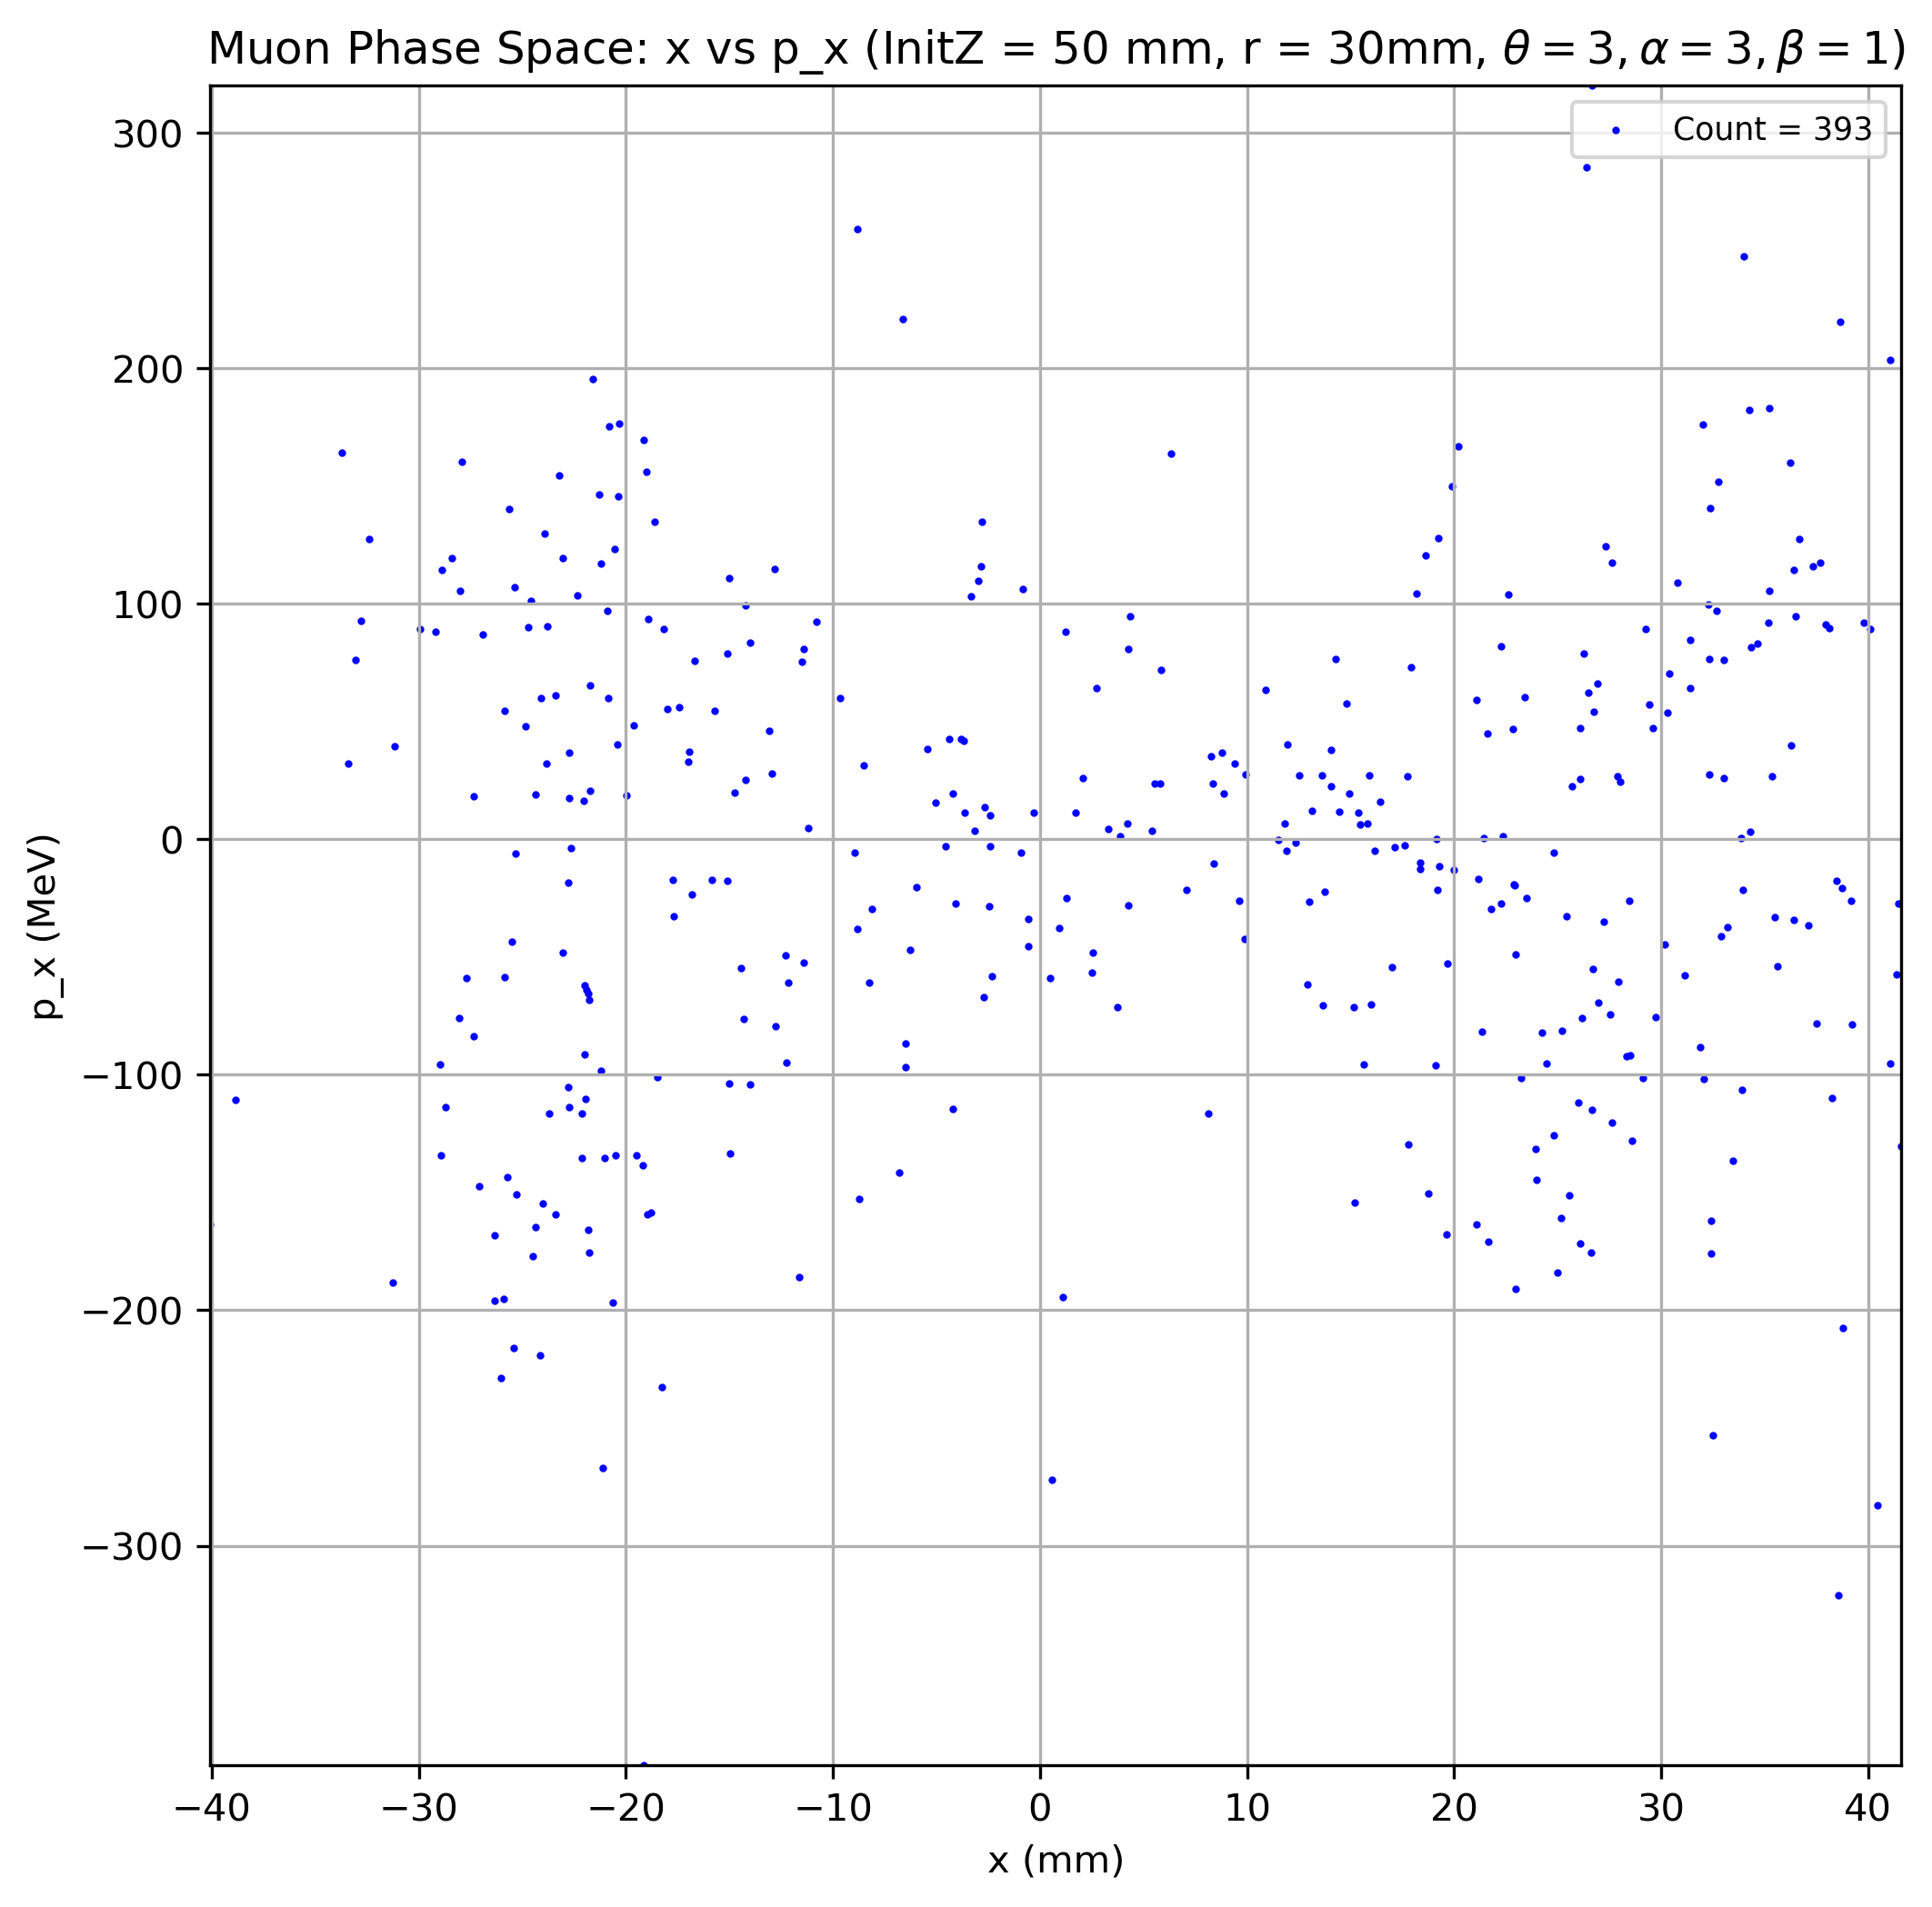 Muon Phase Space: x vs p_x (InitZ = 50 mm, r = 30mm, θ = 3, α = 3, β = 1)
Count = 393
300
200
100
0
−100
−200
−300
p_x (MeV)
−40 −30 −20 −10 0 10 20 30 40
x (mm)